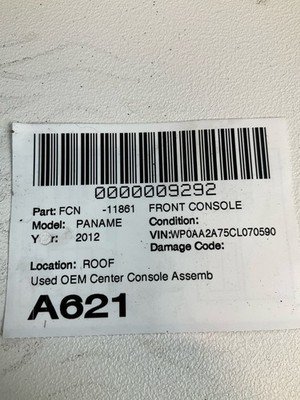 0000009292
Part: FCN -11861 FRONT CONSOLE
Model: PANAME Condition:
Year: 2012 VIN:WP0AA2A75CL070590
Damage Code:
Location: ROOF
Used OEM Center Console Assemb
A621